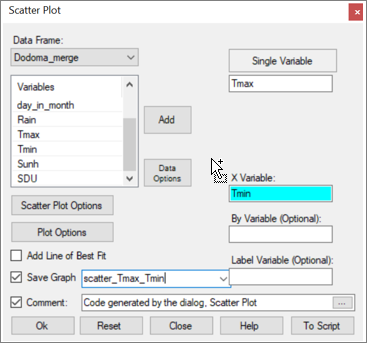 Scatter Plot
Data Frame:
Dodoma_merge
Single Variable
Tmax
Variables
day_in_month
Rain
Tmax
Tmin
Sunh
SDU
Add
Data
Options
X Variable:
Tmin
Scatter Plot Options
By Variable (Optional):
Plot Options
Add Line of Best Fit
Label Variable (Optional):
Save Graph
scatter_Tmax_Tmin
Comment:
Code generated by the dialog, Scatter Plot
...
Ok
Reset
Close
Help
To Script